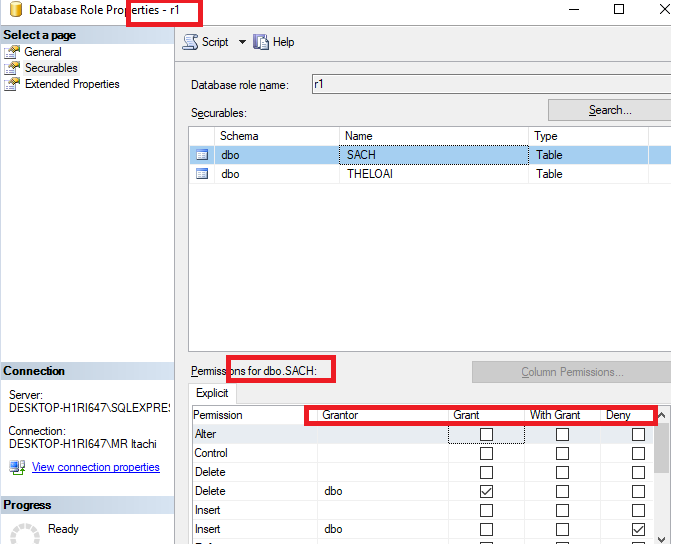 Database Role Properties - r1
Select a page
General
Securables
Extended Properties
Script
Help
Database role name:
r1
Securables:
Search...
Schema
Name
Type
dbo
SACH
Table
dbo
THELOAI
Table
Permissions for dbo.SACH:
Column Permissions...
Explicit
Permission
Grantor
Grant
With Grant
Deny
Alter
Control
Delete
Delete
dbo
Insert
Insert
dbo
Connection
Server:
DESKTOP-H1RI647\SQLEXPRES
Connection:
DESKTOP-H1RI647\MR Itachi
View connection properties
Progress
Ready